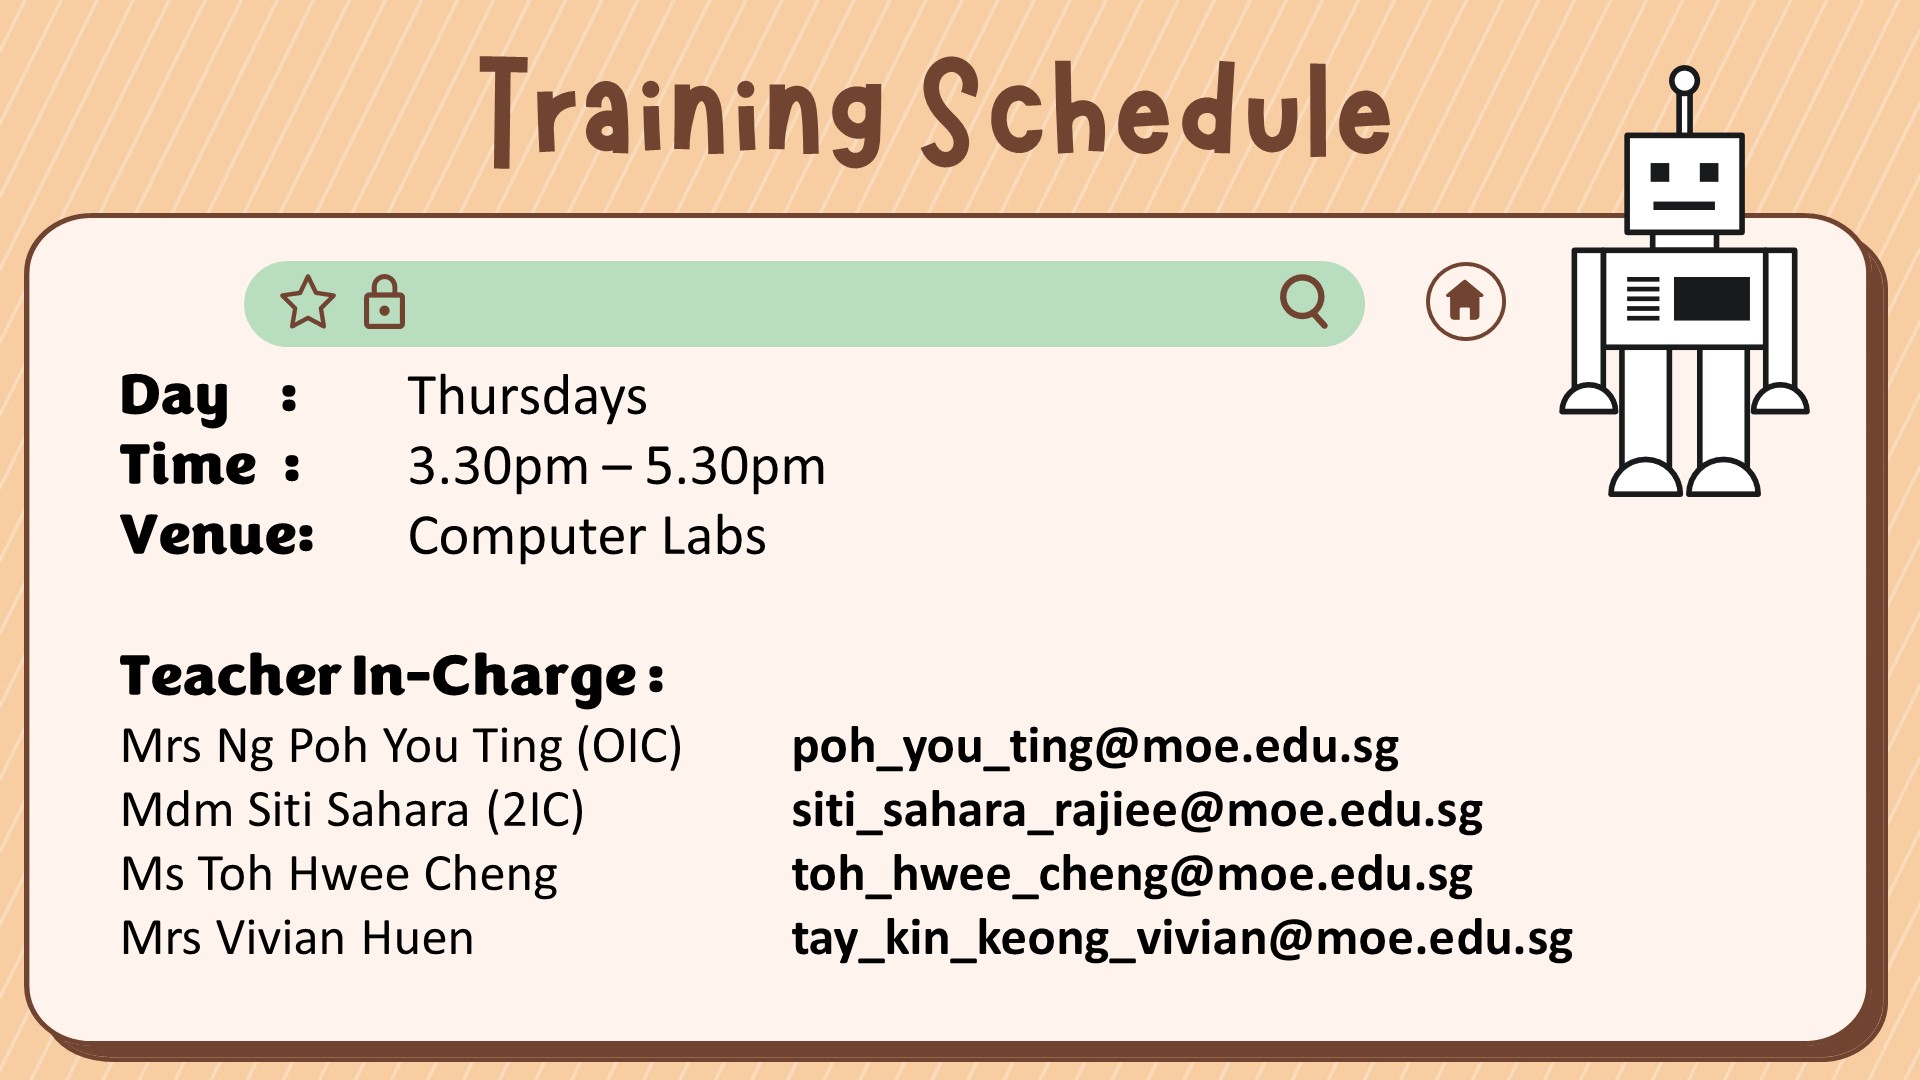 Training Schedule
Day : Thursdays
Time : 3.30pm – 5.30pm
Venue: Computer Labs
Teacher In-Charge :
Mrs Ng Poh You Ting (OIC) poh_you_ting@moe.edu.sg
Mdm Siti Sahara (2IC) siti_sahara_rajiee@moe.edu.sg
Ms Toh Hwee Cheng toh_hwee_cheng@moe.edu.sg
Mrs Vivian Huen tay_kin_keong_vivian@moe.edu.sg